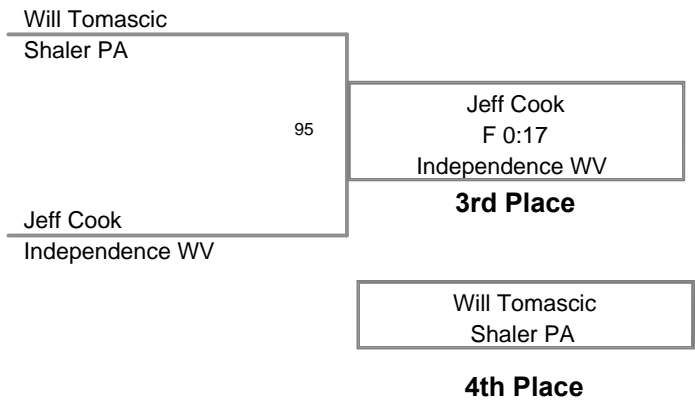 Will Tomascic
Shaler PA
95
Jeff Cook
F 0:17
Independence WV
3rd Place
Jeff Cook
Independence WV
Will Tomascic
Shaler PA
4th Place